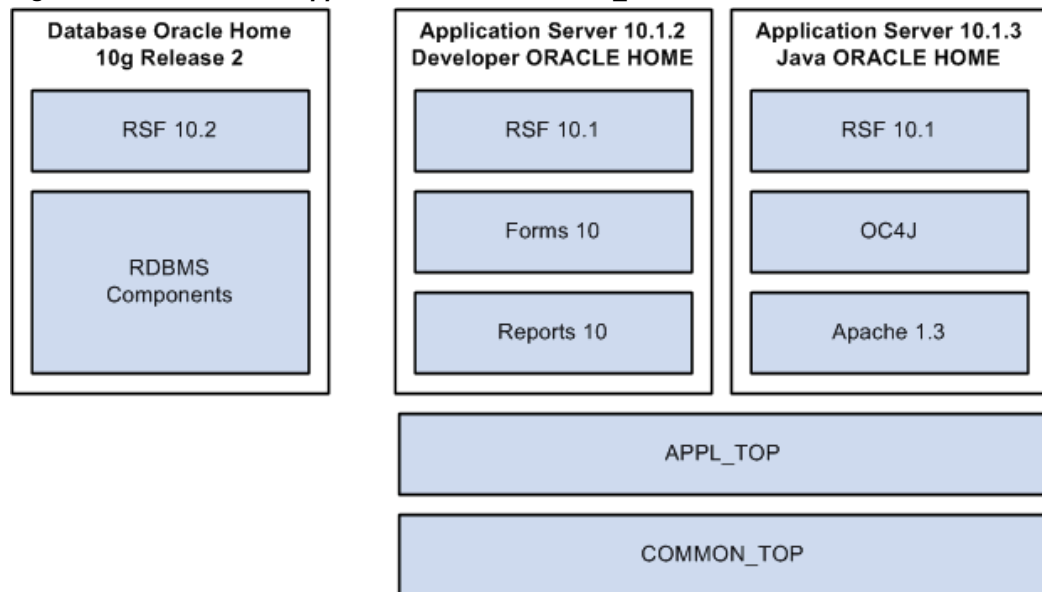 Database Oracle Home
10g Release 2
RSF 10.2
RDBMS
Components
Application Server 10.1.2
Developer ORACLE HOME
RSF 10.1
Forms 10
Reports 10
Application Server 10.1.3
Java ORACLE HOME
RSF 10.1
OC4J
Apache 1.3
APPL_TOP
COMMON_TOP